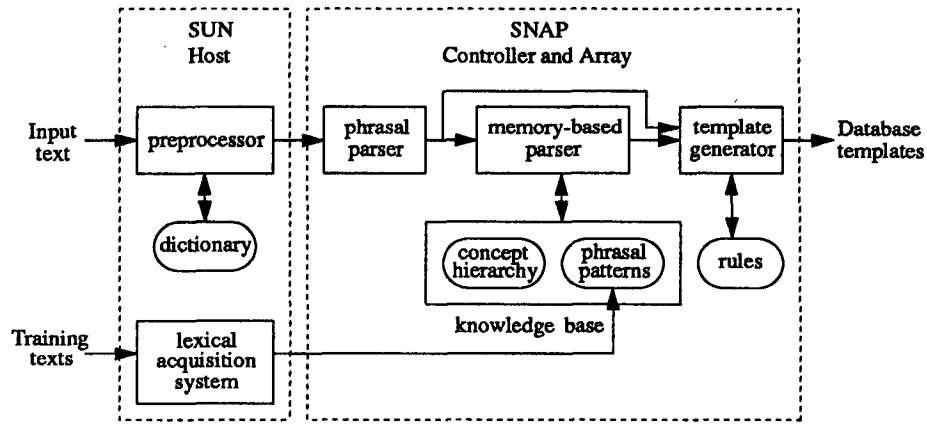 SUN
Host
SNAP
Controller and Array
Input
text
preprocessor
phrasal
parser
memory-based
parser
template
generator
Database
templates
dictionary
concept
hierarchy
phrasal
patterns
rules
knowledge base
Training
texts
lexical
acquisition
system